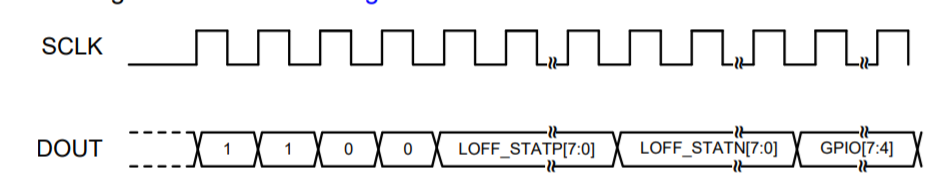 SCLK
DOUT 1 1 0 0 LOFF_STATP[7:0] LOFF_STATN[7:0] GPIO[7:4]